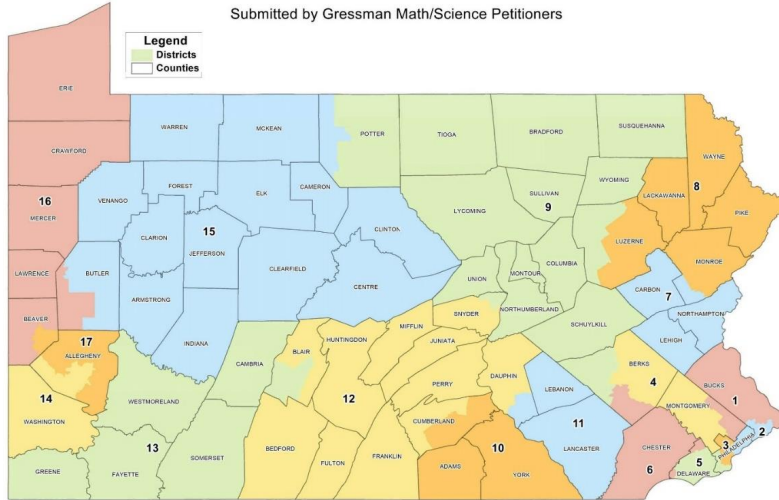 Submitted by Gressman Math/Science Petitioners
Legend
Districts
Counties
ERIE
CRAWFORD
WARREN
MCKEAN
POTTER
TIOGA
BRADFORD
SUSQUEHANNA
WAYNE
WYOMING
LACKAWANNA
8
PIKE
16
MERCER
VENANGO
FOREST
ELK
CAMERON
SULLIVAN
9
LYCOMING
CLINTON
15
CLARION
JEFFERSON
LUZERNE
MONROE
COLUMBIA
LAWRENCE
BUTLER
CLEARFIELD
CENTRE
UNION
MONTOUR
CARBON
7
BEAVER
ARMSTRONG
NORTHUMBERLAND
SNYDER
NORTHAMPTON
SCHUYLKILL
LEHIGH
17
ALLEGHENY
INDIANA
MIFFLIN
HUNTINGDON
JUNIATA
BLAIR
CAMBRIA
DAUPHIN
BERKS
4
BUCKS
1
14
WASHINGTON
WESTMORELAND
12
PERRY
LEBANON
MONTGOMERY
CUMBERLAND
11
2
PHILADELPHIA
3
13
SOMERSET
BEDFORD
FULTON
FRANKLIN
10
ADAMS
YORK
LANCASTER
CHESTER
6
5
DELAWARE
GREENE
FAYETTE